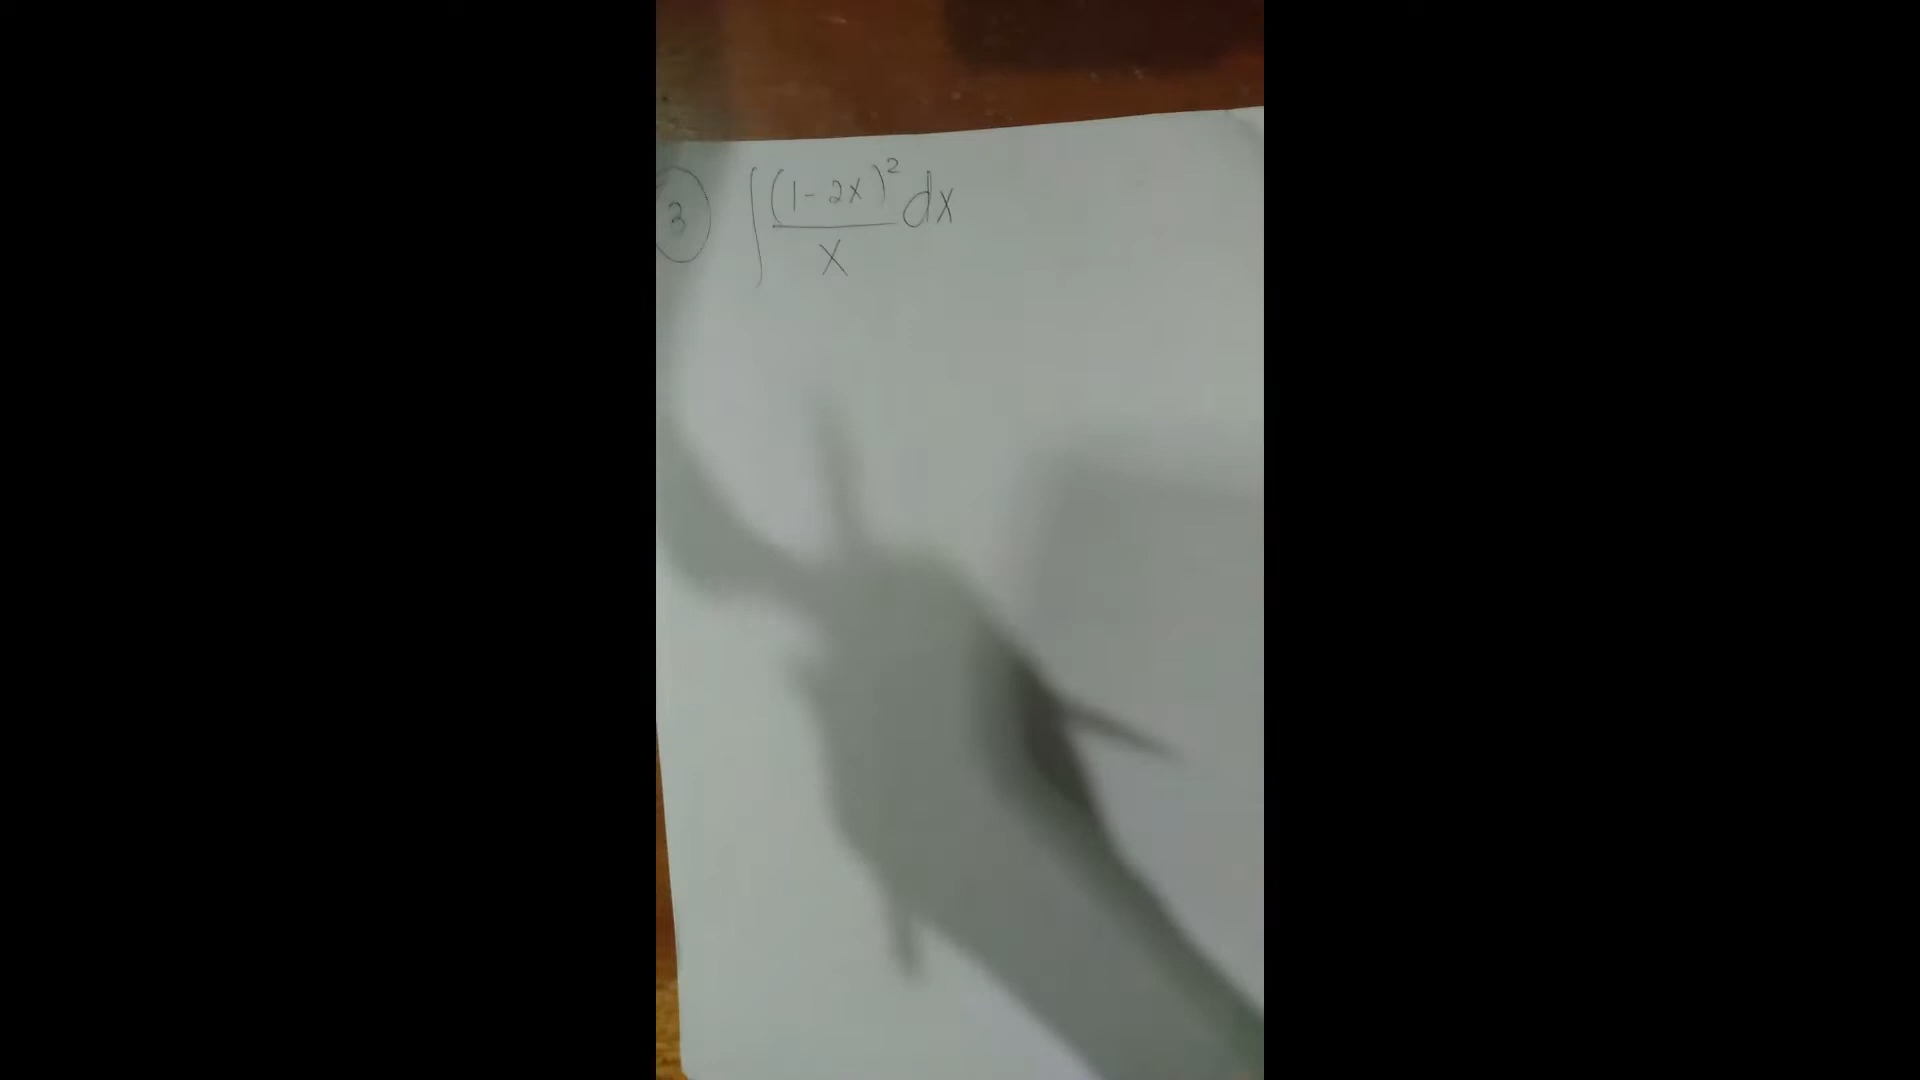 3 ∫ (1-2x)² / x dx